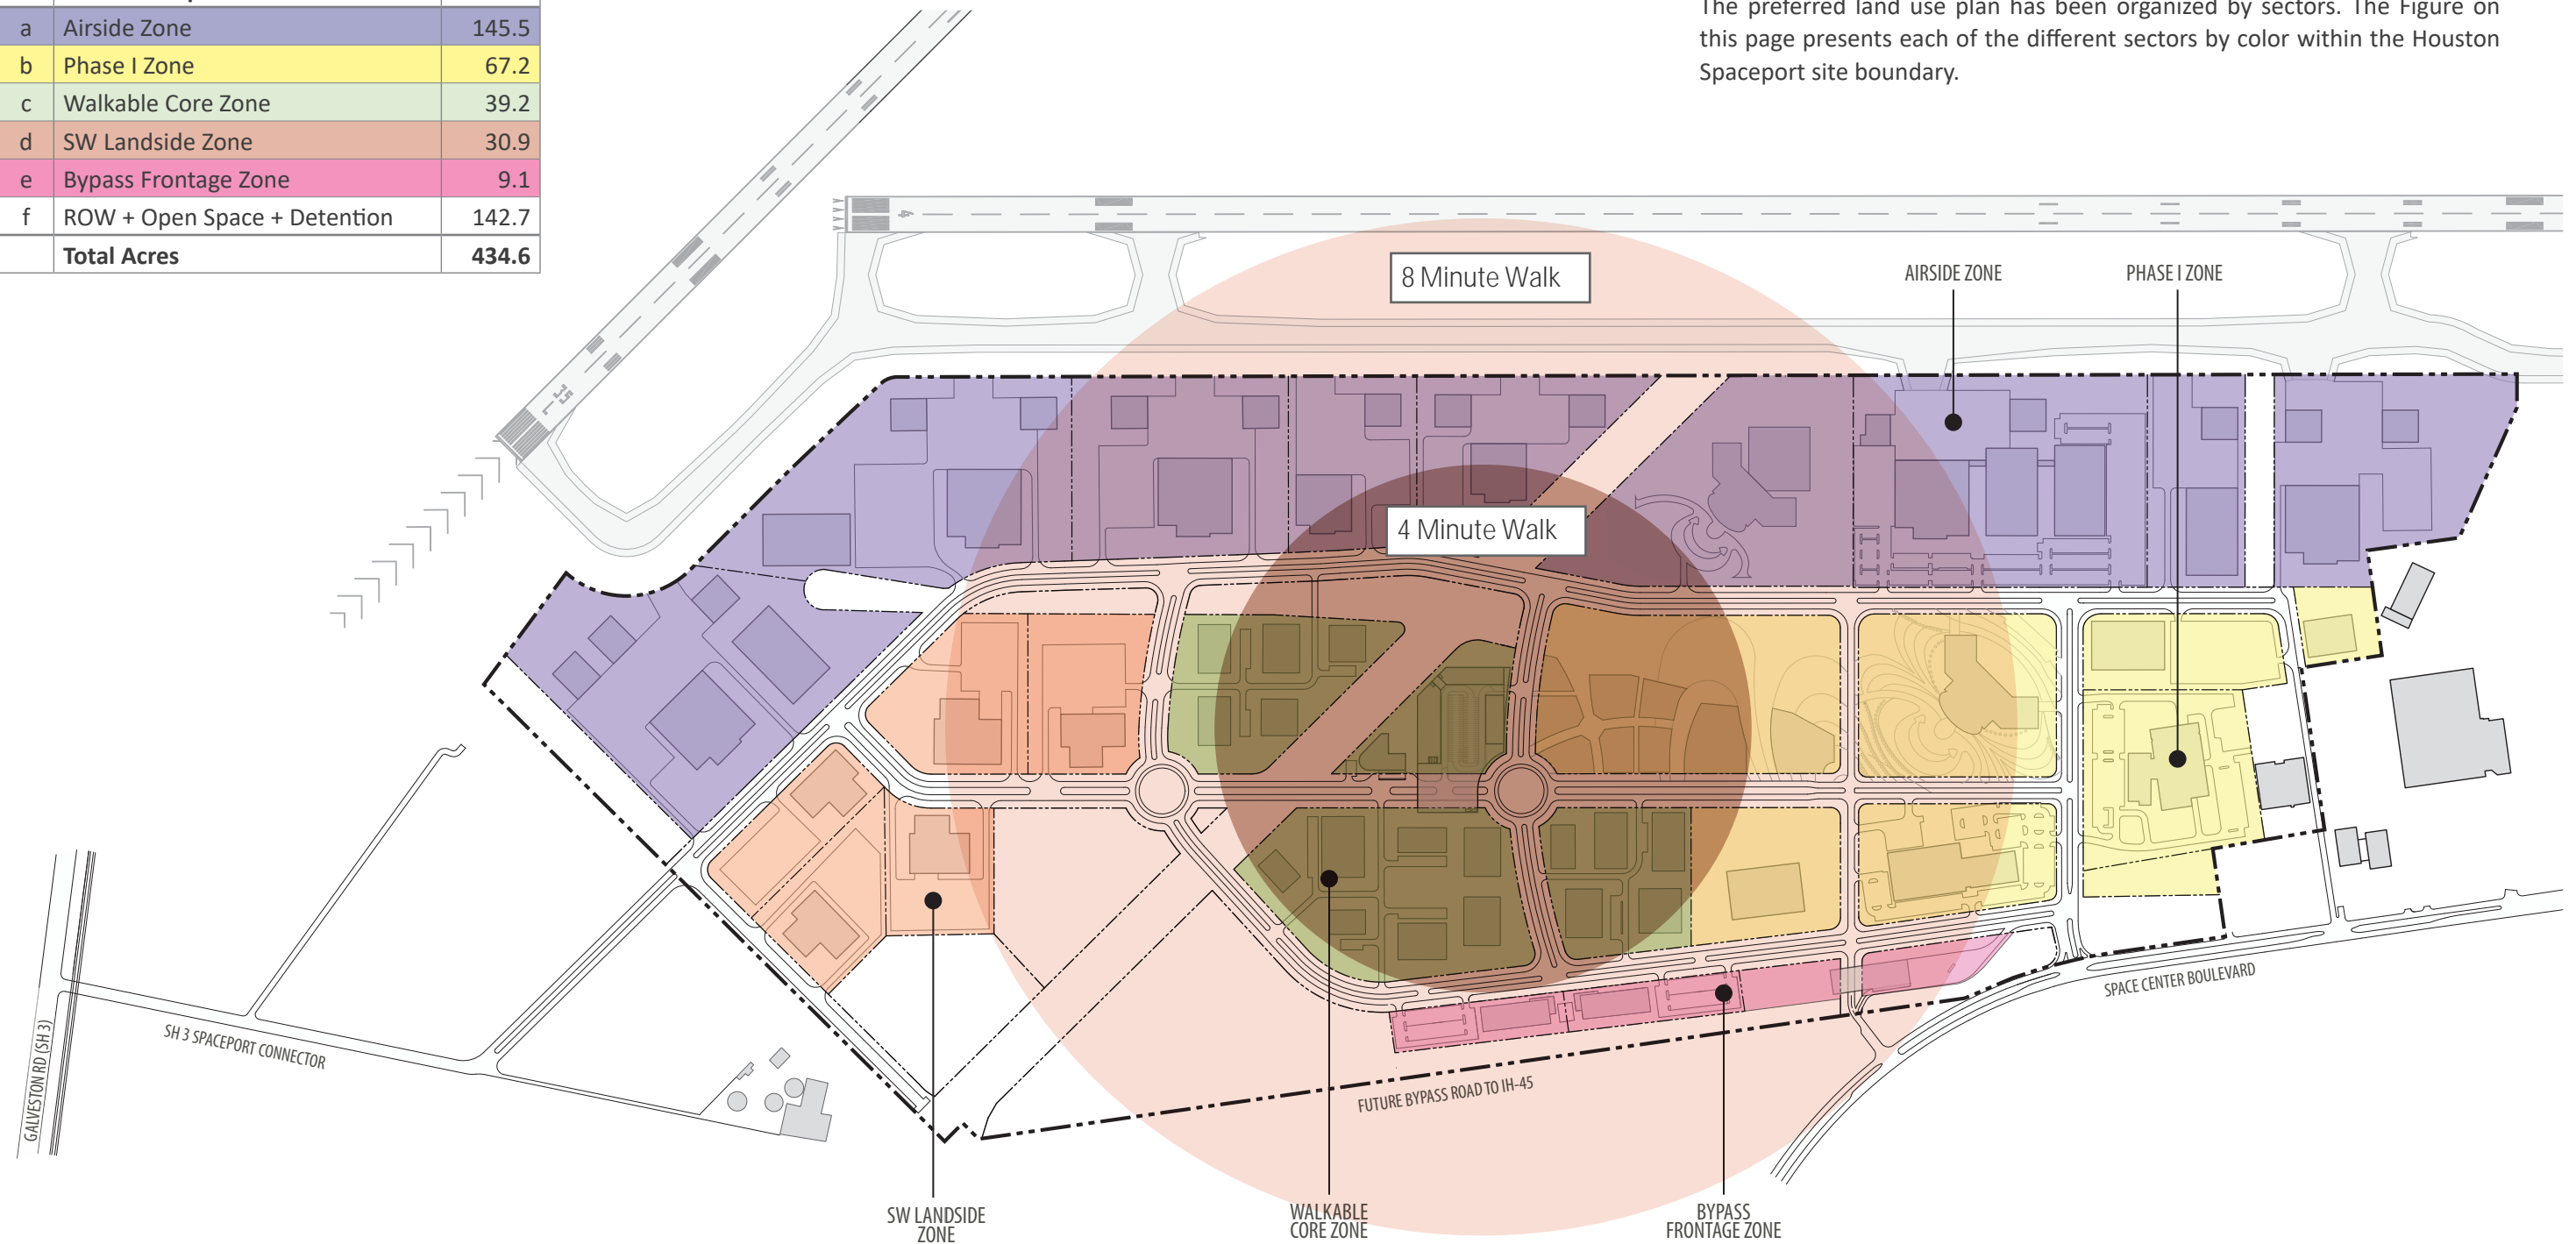 The preferred land use plan has been organized by sectors. The Figure on
this page presents each of the different sectors by color within the Houston
Spaceport site boundary.
a Airside Zone 145.5
b Phase I Zone 67.2
c Walkable Core Zone 39.2
d SW Landside Zone 30.9
e Bypass Frontage Zone 9.1
f ROW + Open Space + Detention 142.7
Total Acres 434.6
4
8 Minute Walk
AIRSIDE ZONE
PHASE I ZONE
4 Minute Walk
GALVESTON RD (SH 3)
SH 3 SPACEPORT CONNECTOR
SPACE CENTER BOULEVARD
FUTURE BYPASS ROAD TO IH-45
SW LANDSIDE
ZONE
WALKABLE
CORE ZONE
BYPASS
FRONTAGE ZONE